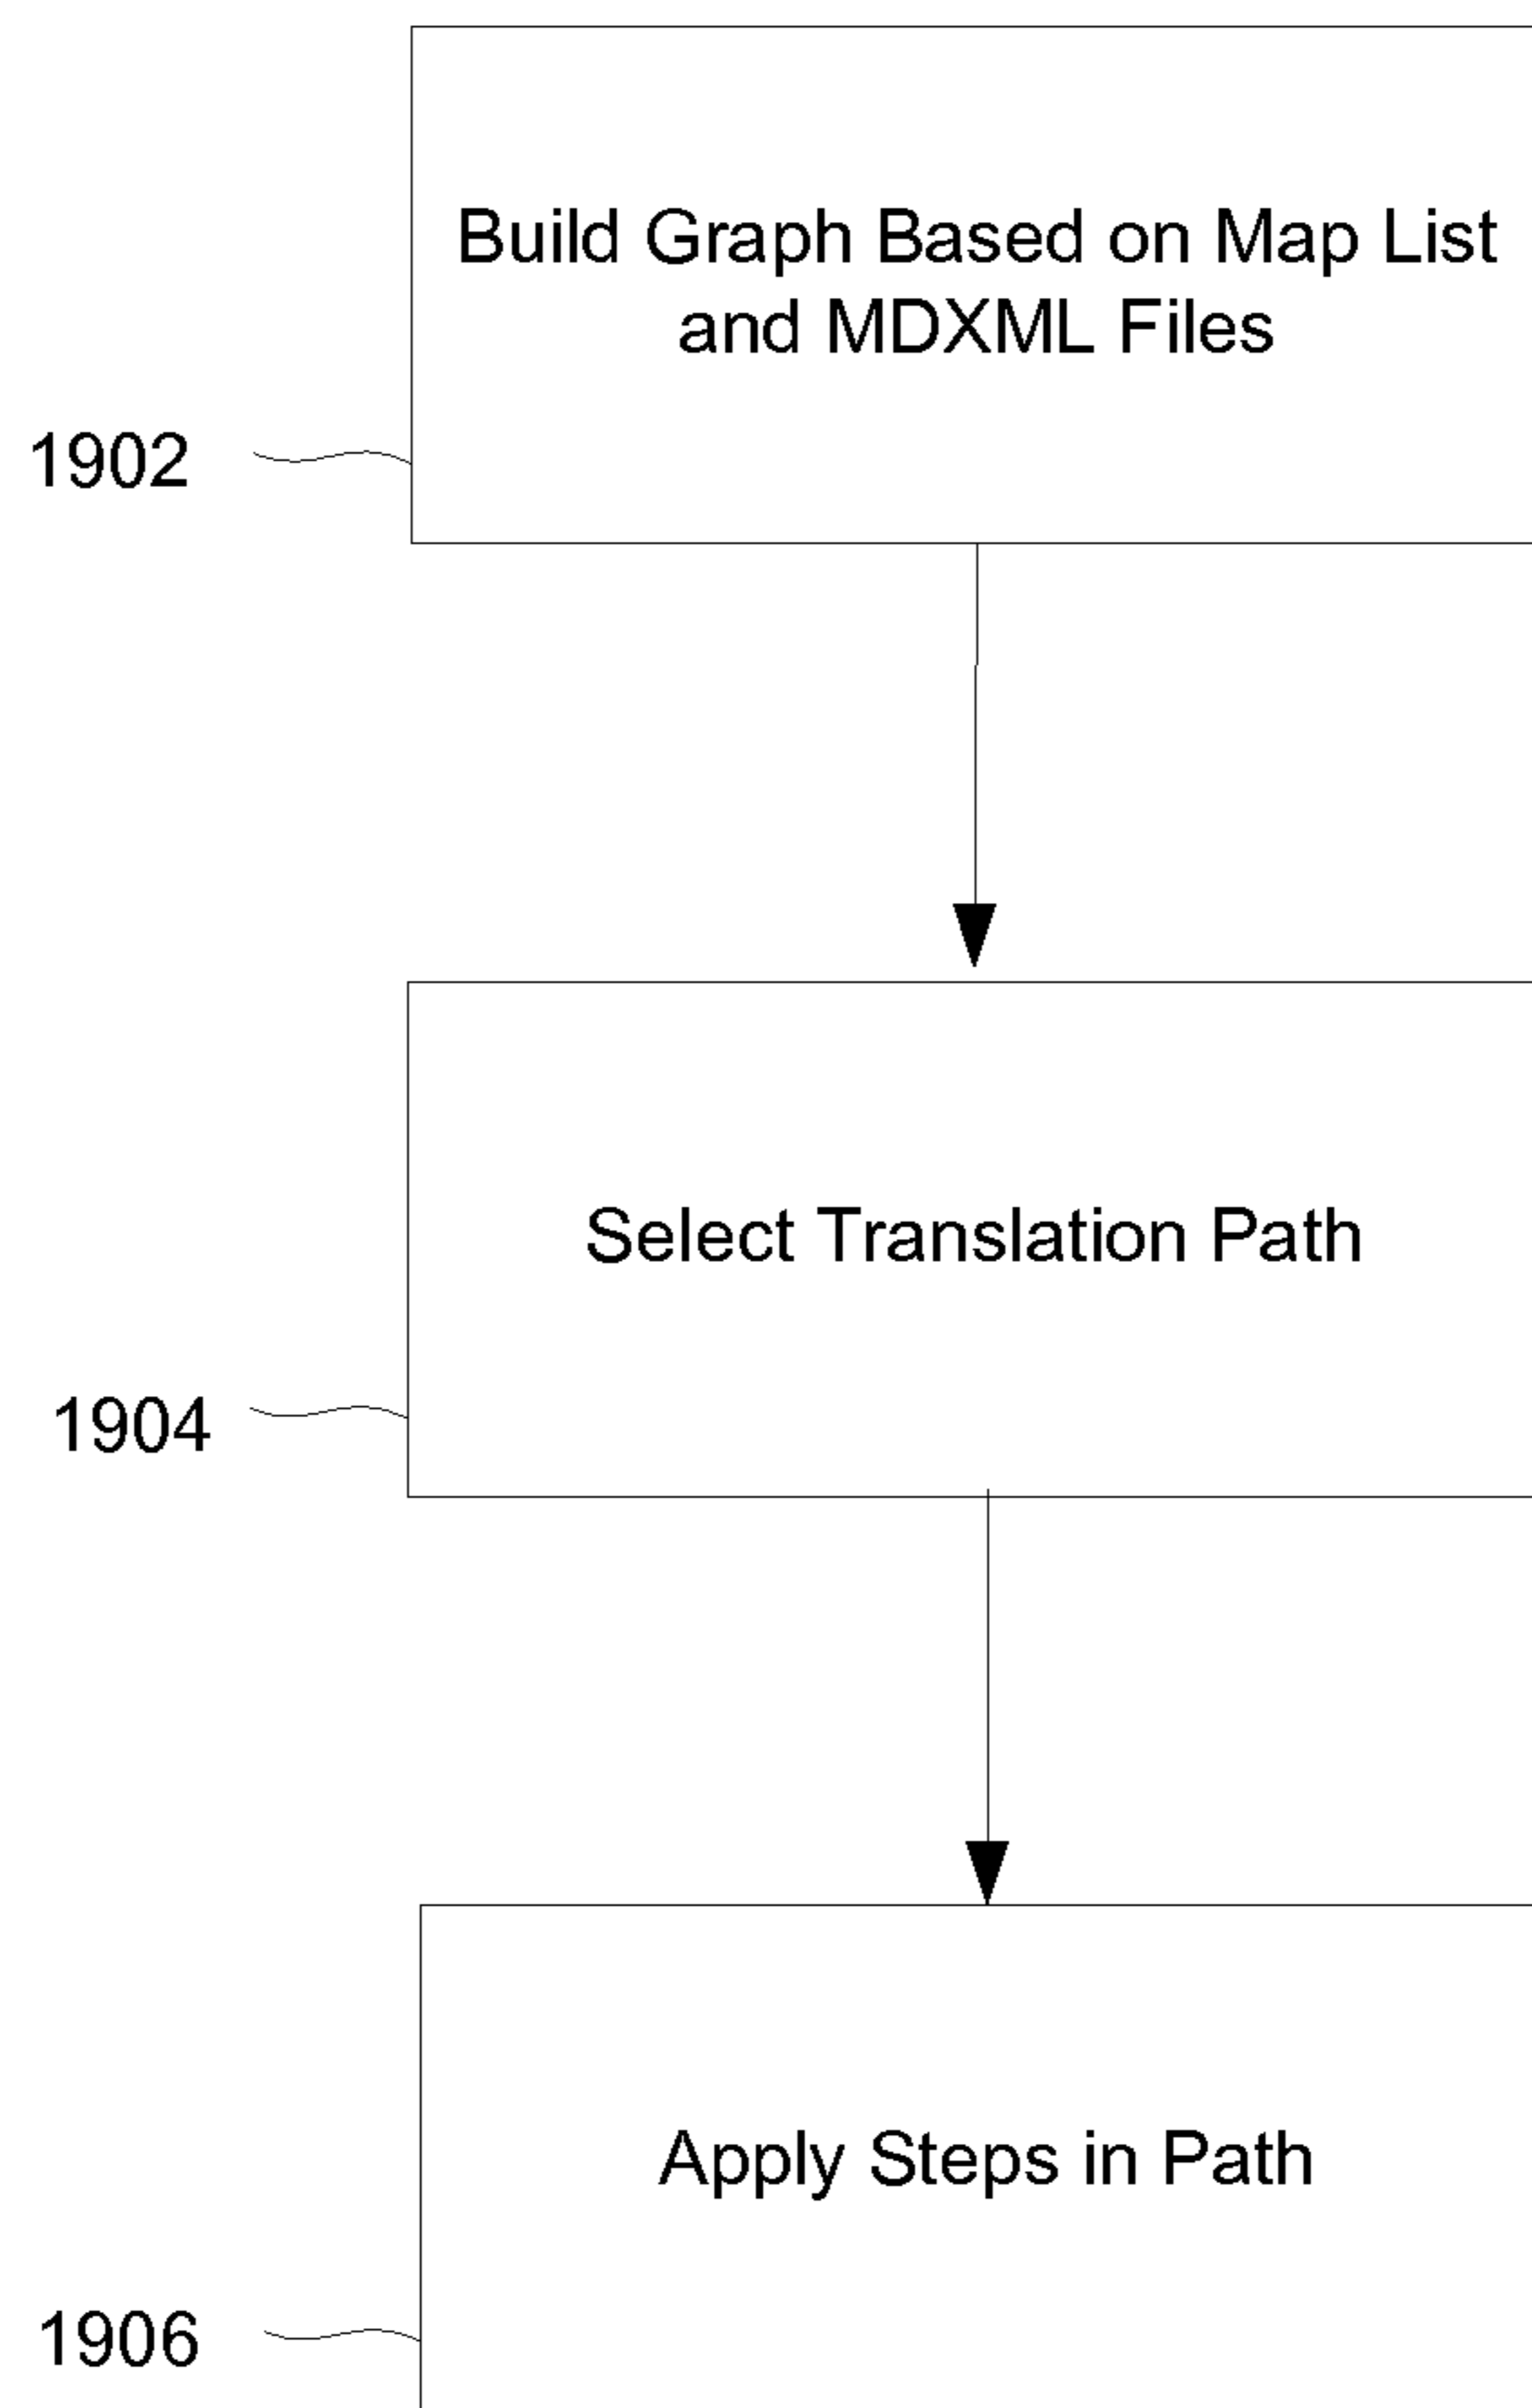 Build Graph Based on Map List
and MDXML Files
1902
Select Translation Path
1904
Apply Steps in Path
1906